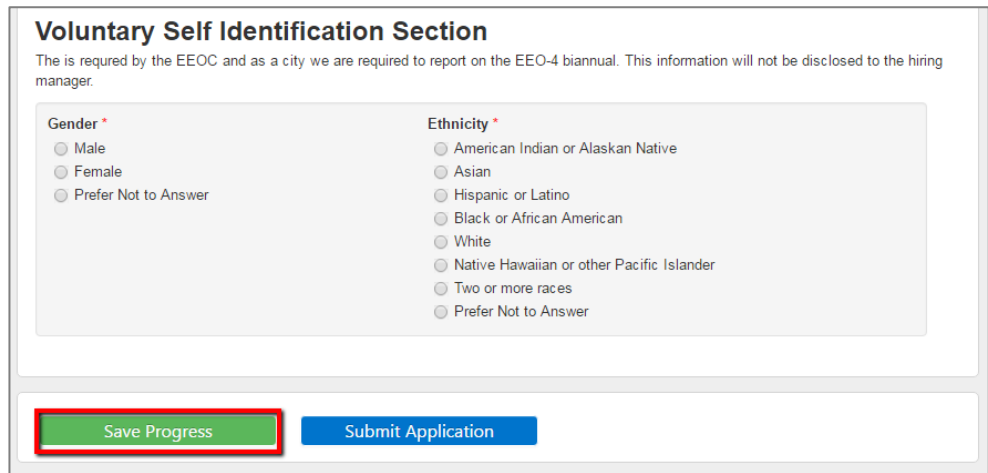 Voluntary Self Identification Section
The is requred by the EEOC and as a city we are required to report on the EEO-4 biannual. This information will not be disclosed to the hiring
manager.
Gender *
Male
Female
Prefer Not to Answer
Ethnicity *
American Indian or Alaskan Native
Asian
Hispanic or Latino
Black or African American
White
Native Hawaiian or other Pacific Islander
Two or more races
Prefer Not to Answer
Save Progress
Submit Application